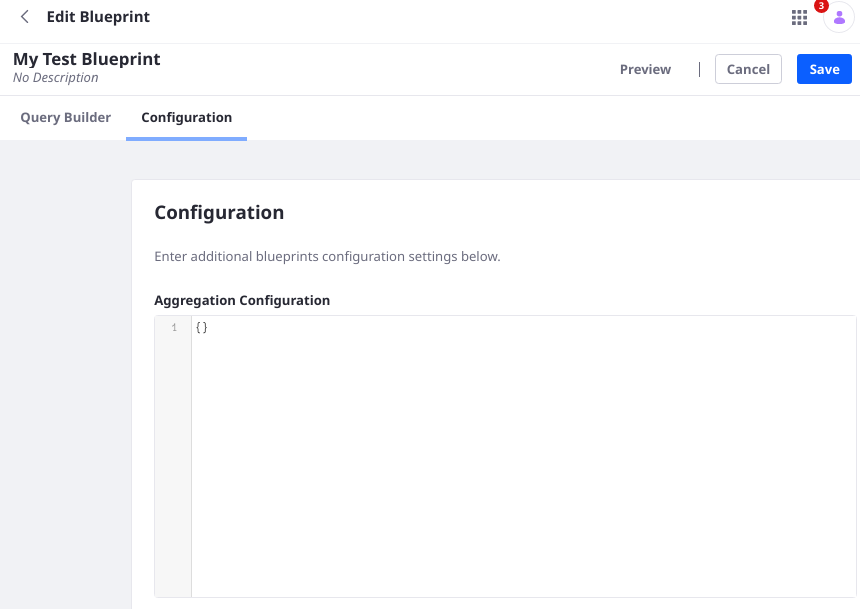 Edit Blueprint
3
My Test Blueprint
No Description
Preview
Cancel
Save
Query Builder
Configuration
Configuration
Enter additional blueprints configuration settings below.
Aggregation Configuration
1 {}